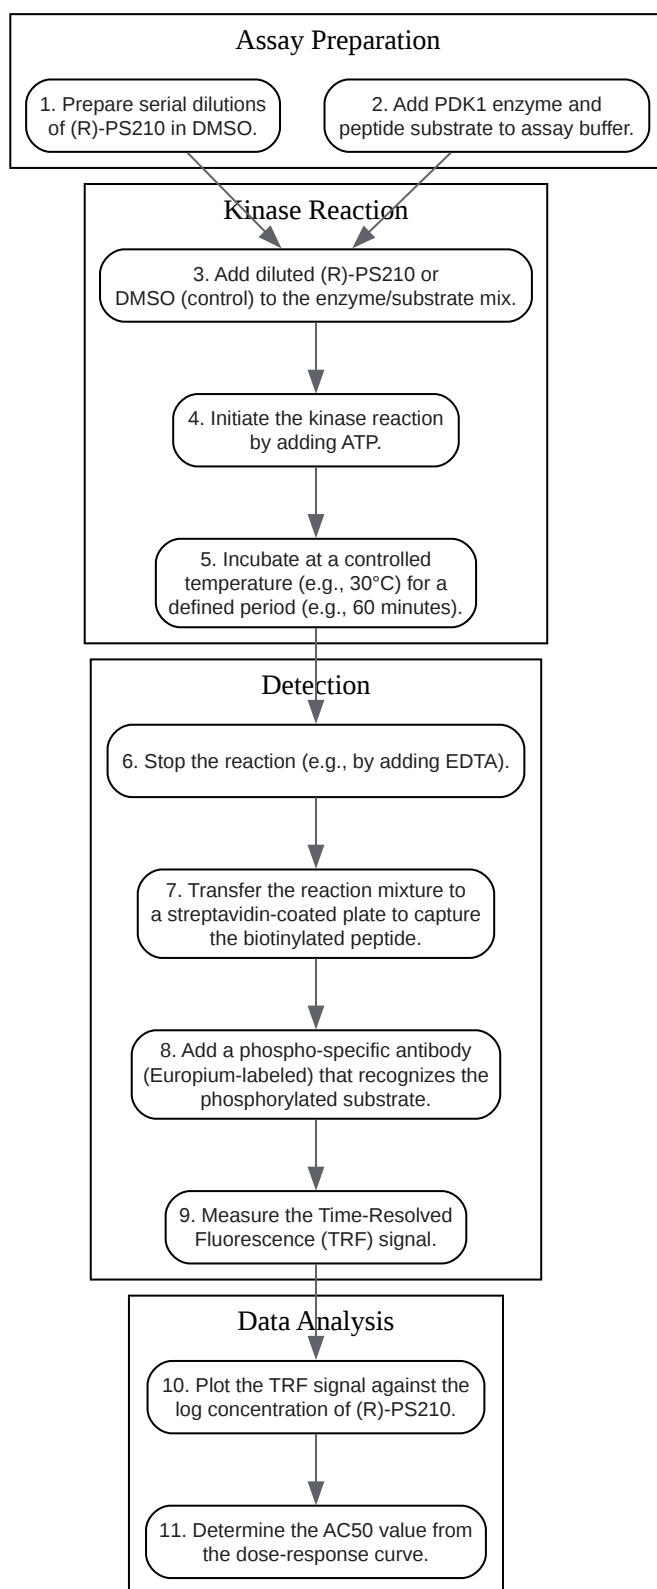 Assay Preparation
1. Prepare serial dilutions
of (R)-PS210 in DMSO.
2. Add PDK1 enzyme and
peptide substrate to assay buffer.
Kinase Reaction
3. Add diluted (R)-PS210 or
DMSO (control) to the enzyme/substrate mix.
4. Initiate the kinase reaction
by adding ATP.
5. Incubate at a controlled
temperature (e.g., 30°C) for a
defined period (e.g., 60 minutes).
Detection
6. Stop the reaction (e.g., by adding EDTA).
7. Transfer the reaction mixture to
a streptavidin-coated plate to capture
the biotinylated peptide.
8. Add a phospho-specific antibody
(Europium-labeled) that recognizes the
phosphorylated substrate.
9. Measure the Time-Resolved
Fluorescence (TRF) signal.
Data Analysis
10. Plot the TRF signal against the
log concentration of (R)-PS210.
11. Determine the AC50 value from
the dose-response curve.